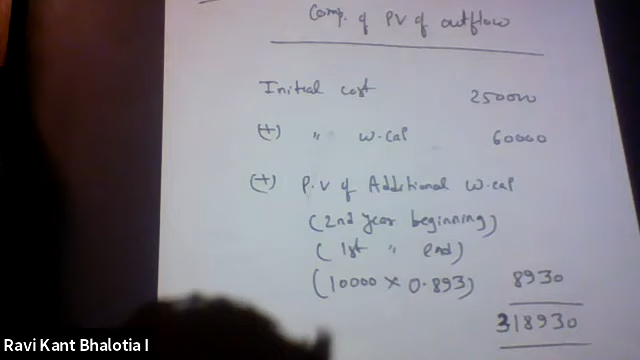 Comp. of PV of outflow
Initial cost 250000
(+) " W.Cap 60000
(+) P.V of Additional W.cap
(2nd Year beginning)
(1st " end)
(10000 × 0.893) 8930
318930
Ravi Kant Bhalotia I